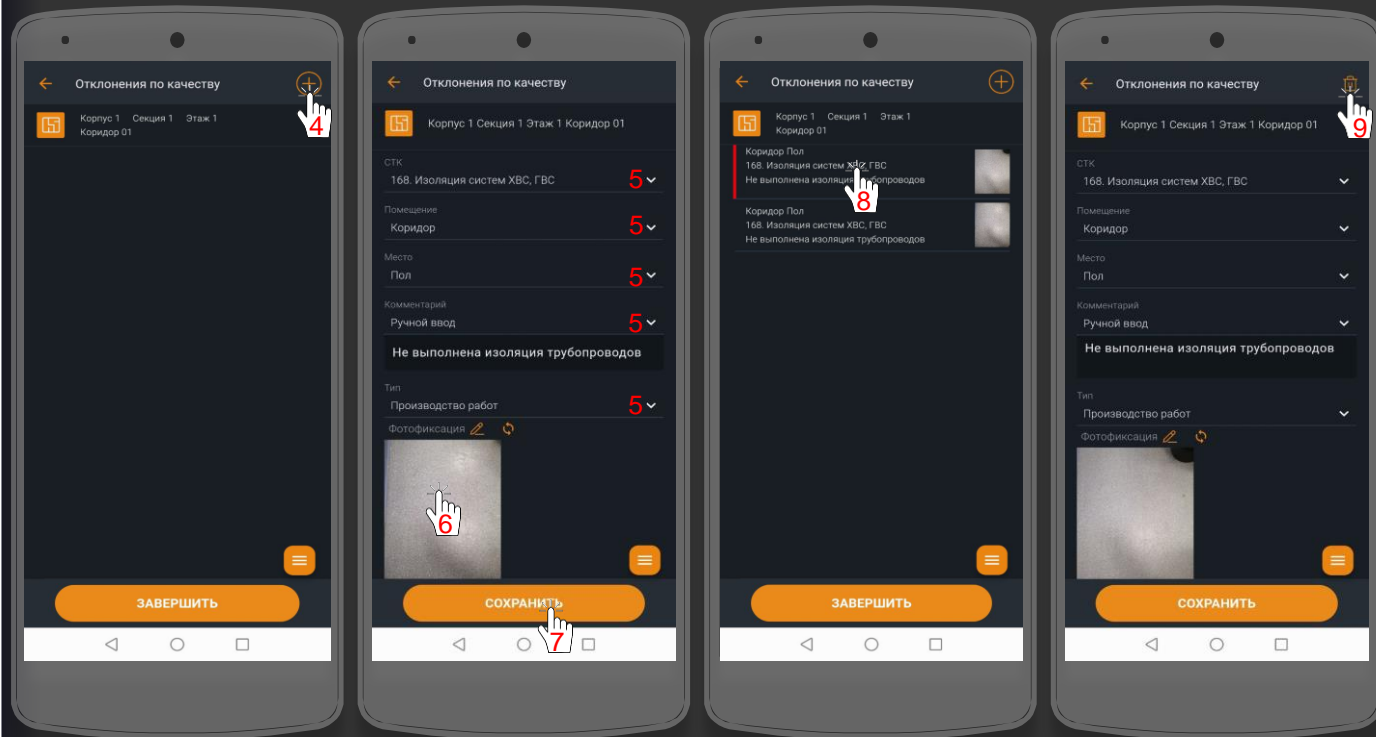 Отклонения по качеству
4
Корпус 1 Секция 1 Этаж 1
Коридор 01
ЗАВЕРШИТЬ
Отклонения по качеству
Корпус 1 Секция 1 Этаж 1 Коридор 01
СТК
168. Изоляция систем ХВС, ГВС 5
Помещение
Коридор 5
Место
Пол 5
Комментарий
Ручной ввод 5
Не выполнена изоляция трубопроводов
Тип
Производство работ 5
Фотофиксация
6
СОХРАНИТЬ
7
Отклонения по качеству
Корпус 1 Секция 1 Этаж 1
Коридор 01
Коридор Пол
168. Изоляция систем ХВС, ГВС
Не выполнена изоляция трубопроводов
8
Коридор Пол
168. Изоляция систем ХВС, ГВС
Не выполнена изоляция трубопроводов
ЗАВЕРШИТЬ
Отклонения по качеству
9
Корпус 1 Секция 1 Этаж 1 Коридор 01
СТК
168. Изоляция систем ХВС, ГВС
Помещение
Коридор
Место
Пол
Комментарий
Ручной ввод
Не выполнена изоляция трубопроводов
Тип
Производство работ
Фотофиксация
СОХРАНИТЬ